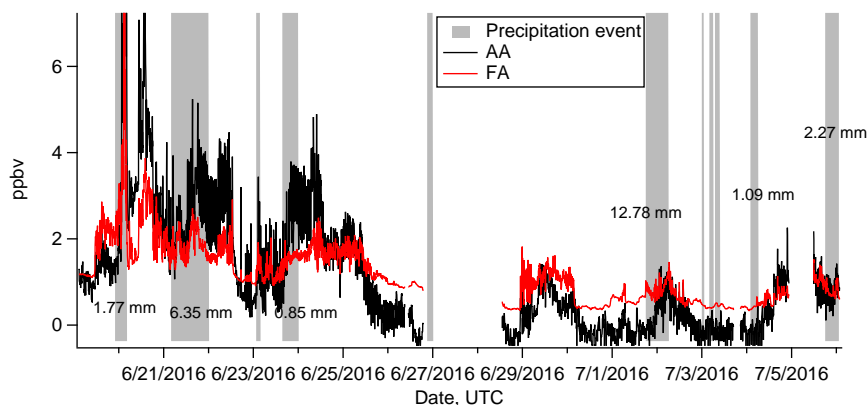 Precipitation event
AA
FA
6
4
2
0
ppbv
2.27 mm
1.09 mm
12.78 mm
1.77 mm
6.35 mm
0.85 mm
6/21/2016
6/23/2016
6/25/2016
6/27/2016
6/29/2016
7/1/2016
7/3/2016
7/5/2016
Date, UTC